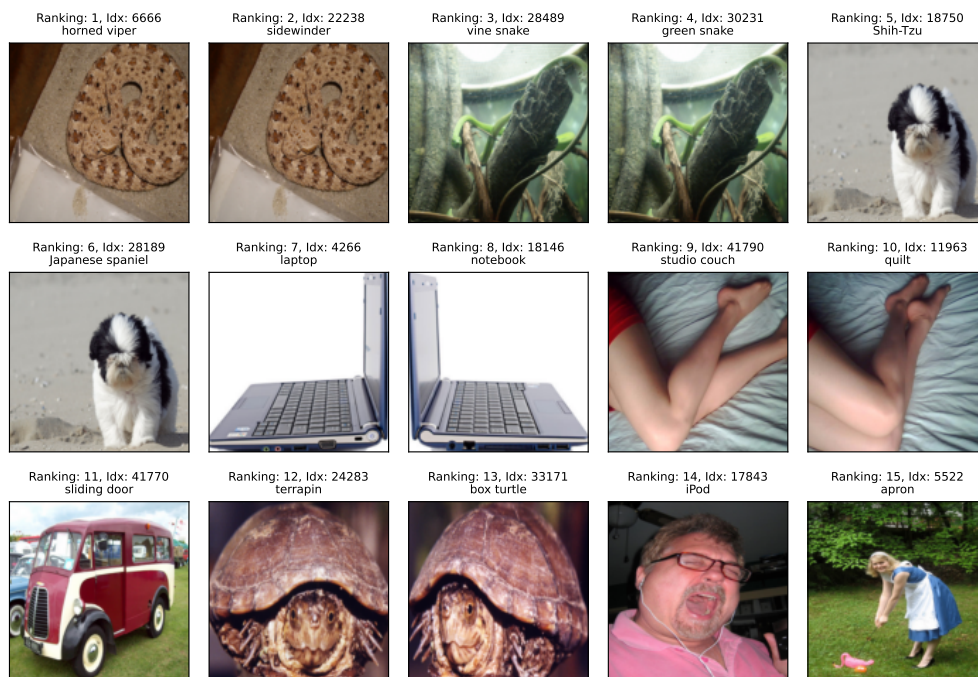 Ranking: 1, Idx: 6666
horned viper
Ranking: 2, Idx: 22238
sidewinder
Ranking: 3, Idx: 28489
vine snake
Ranking: 4, Idx: 30231
green snake
Ranking: 5, Idx: 18750
Shih-Tzu
Ranking: 6, Idx: 28189
Japanese spaniel
Ranking: 7, Idx: 4266
laptop
Ranking: 8, Idx: 18146
notebook
Ranking: 9, Idx: 41790
studio couch
Ranking: 10, Idx: 11963
quilt
Ranking: 11, Idx: 41770
sliding door
Ranking: 12, Idx: 24283
terrapin
Ranking: 13, Idx: 33171
box turtle
Ranking: 14, Idx: 17843
iPod
Ranking: 15, Idx: 5522
apron